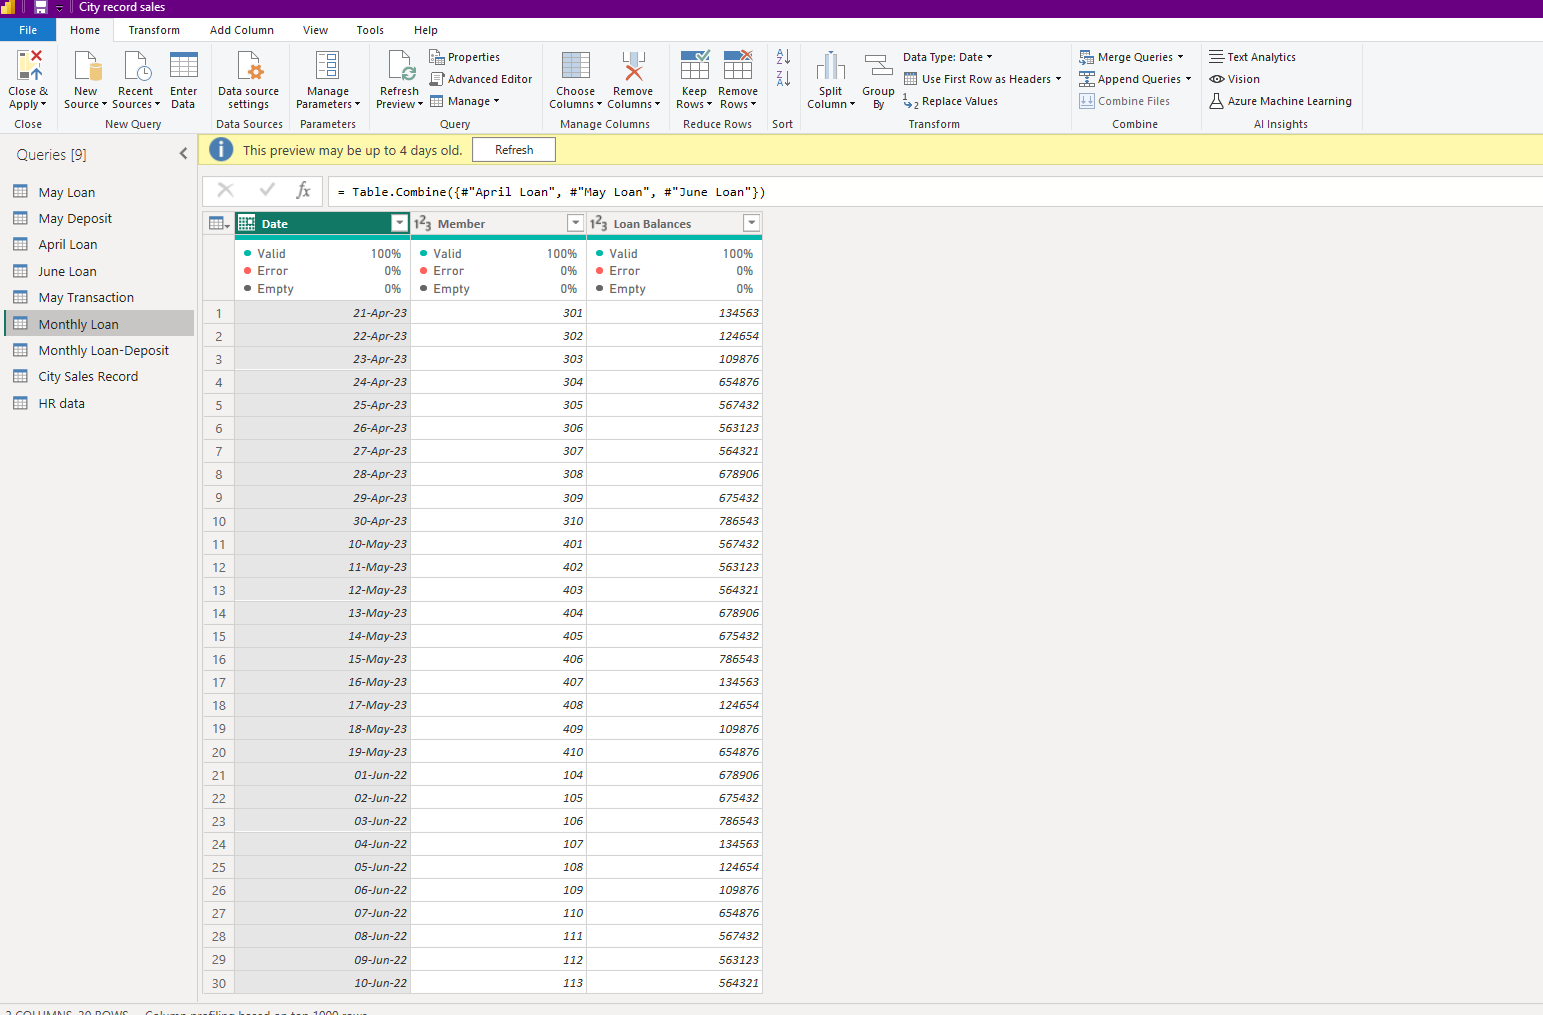 City record sales
File Home Transform Add Column View Tools Help
Close & Apply
New Source
Recent Sources
Enter Data
Data source settings
Manage Parameters
Refresh Preview
Properties
Advanced Editor
Manage
Choose Columns
Remove Columns
Keep Rows
Remove Rows
Split Column
Group By
Data Type: Date
Use First Row as Headers
Replace Values
Merge Queries
Append Queries
Combine Files
Text Analytics
Vision
Azure Machine Learning
Close New Query Data Sources Parameters Query Manage Columns Reduce Rows Sort Transform Combine AI Insights
Queries [9]
This preview may be up to 4 days old. Refresh
May Loan
May Deposit
April Loan
June Loan
May Transaction
Monthly Loan
Monthly Loan-Deposit
City Sales Record
HR data
fx = Table.Combine({#"April Loan", #"May Loan", #"June Loan"})
Date 123 Member 123 Loan Balances
Valid 100% Valid 100% Valid 100%
Error 0% Error 0% Error 0%
Empty 0% Empty 0% Empty 0%
1 21-Apr-23 301 134563
2 22-Apr-23 302 124654
3 23-Apr-23 303 109876
4 24-Apr-23 304 654876
5 25-Apr-23 305 567432
6 26-Apr-23 306 563123
7 27-Apr-23 307 564321
8 28-Apr-23 308 678906
9 29-Apr-23 309 675432
10 30-Apr-23 310 786543
11 10-May-23 401 567432
12 11-May-23 402 563123
13 12-May-23 403 564321
14 13-May-23 404 678906
15 14-May-23 405 675432
16 15-May-23 406 786543
17 16-May-23 407 134563
18 17-May-23 408 124654
19 18-May-23 409 109876
20 19-May-23 410 654876
21 01-Jun-22 104 678906
22 02-Jun-22 105 675432
23 03-Jun-22 106 786543
24 04-Jun-22 107 134563
25 05-Jun-22 108 124654
26 06-Jun-22 109 109876
27 07-Jun-22 110 654876
28 08-Jun-22 111 567432
29 09-Jun-22 112 563123
30 10-Jun-22 113 564321
3 COLUMNS, 30 ROWS Column profiling based on top 1000 rows